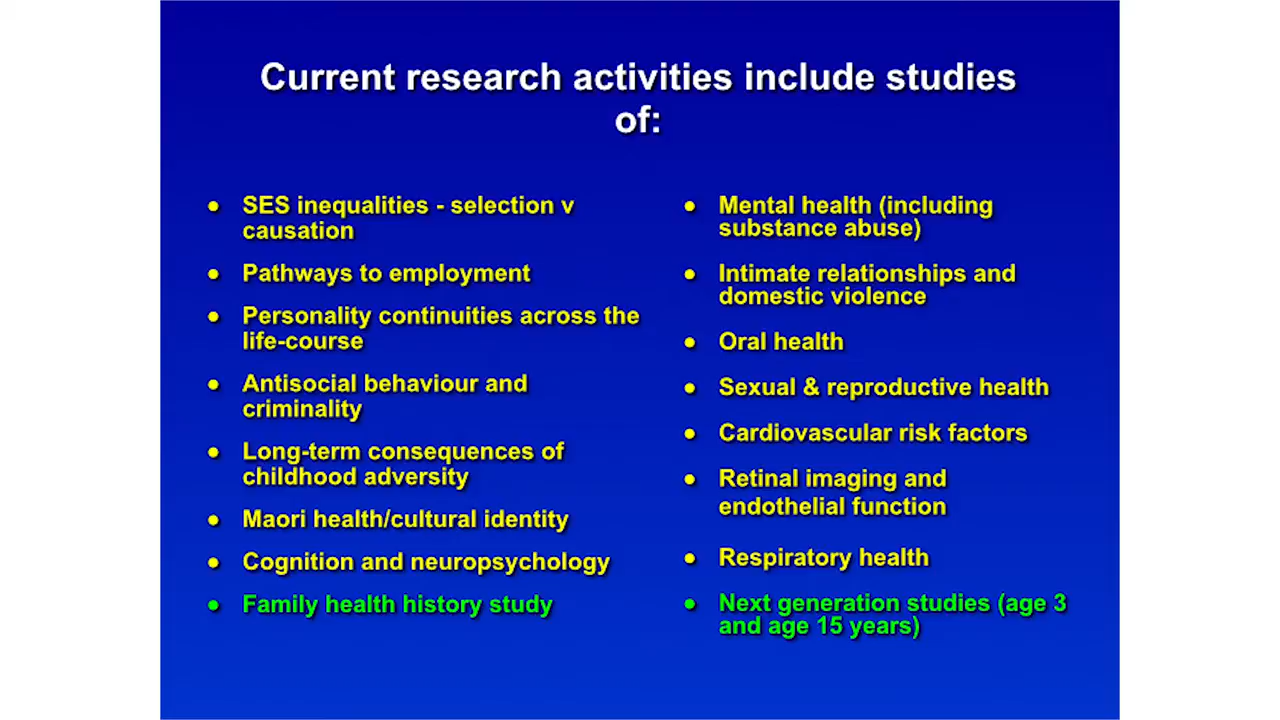 Current research activities include studies
of:
● SES inequalities - selection v
causation
● Pathways to employment
● Personality continuities across the
life-course
● Antisocial behaviour and
criminality
● Long-term consequences of
childhood adversity
● Maori health/cultural identity
● Cognition and neuropsychology
● Family health history study
● Mental health (including
substance abuse)
● Intimate relationships and
domestic violence
● Oral health
● Sexual & reproductive health
● Cardiovascular risk factors
● Retinal imaging and
endothelial function
● Respiratory health
● Next generation studies (age 3
and age 15 years)